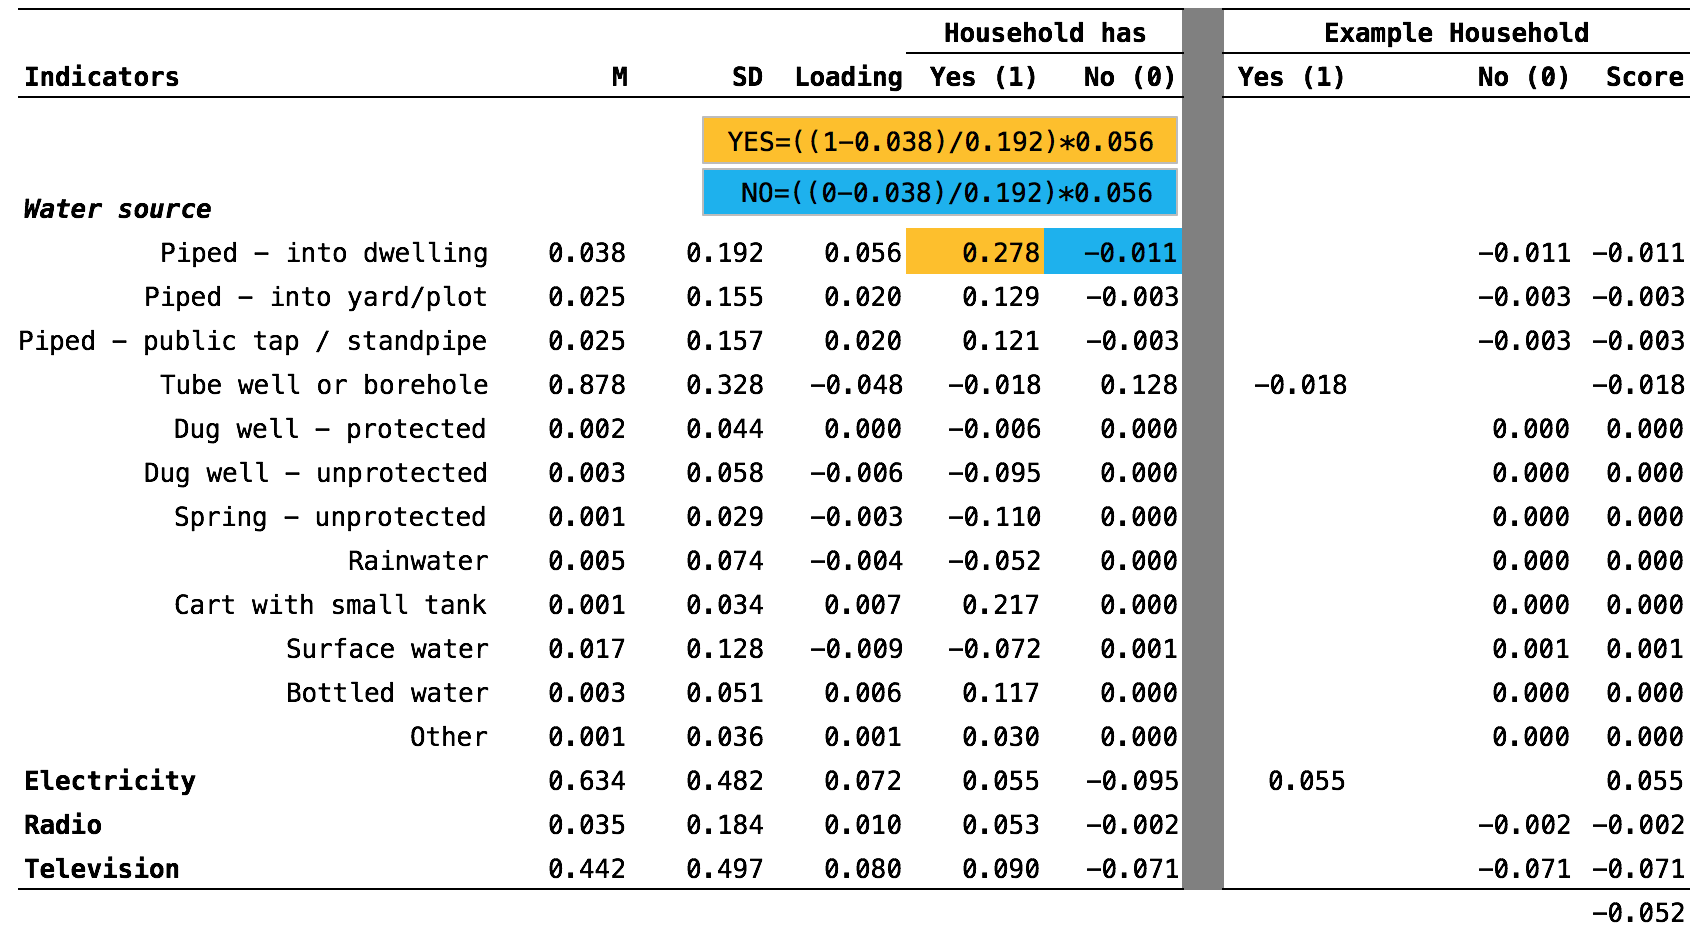 Household has Example Household
Indicators M SD Loading Yes (1) No (0) Yes (1) No (0) Score
YES=((1-0.038)/0.192)*0.056
NO=((0-0.038)/0.192)*0.056
Water source
Piped - into dwelling 0.038 0.192 0.056 0.278 -0.011 -0.011 -0.011
Piped - into yard/plot 0.025 0.155 0.020 0.129 -0.003 -0.003 -0.003
Piped - public tap / standpipe 0.025 0.157 0.020 0.121 -0.003 -0.003 -0.003
Tube well or borehole 0.878 0.328 -0.048 -0.018 0.128 -0.018 -0.018
Dug well - protected 0.002 0.044 0.000 -0.006 0.000 0.000 0.000
Dug well - unprotected 0.003 0.058 -0.006 -0.095 0.000 0.000 0.000
Spring - unprotected 0.001 0.029 -0.003 -0.110 0.000 0.000 0.000
Rainwater 0.005 0.074 -0.004 -0.052 0.000 0.000 0.000
Cart with small tank 0.001 0.034 0.007 0.217 0.000 0.000 0.000
Surface water 0.017 0.128 -0.009 -0.072 0.001 0.001 0.001
Bottled water 0.003 0.051 0.006 0.117 0.000 0.000 0.000
Other 0.001 0.036 0.001 0.030 0.000 0.000 0.000
Electricity 0.634 0.482 0.072 0.055 -0.095 0.055 0.055
Radio 0.035 0.184 0.010 0.053 -0.002 -0.002 -0.002
Television 0.442 0.497 0.080 0.090 -0.071 -0.071 -0.071
-0.052